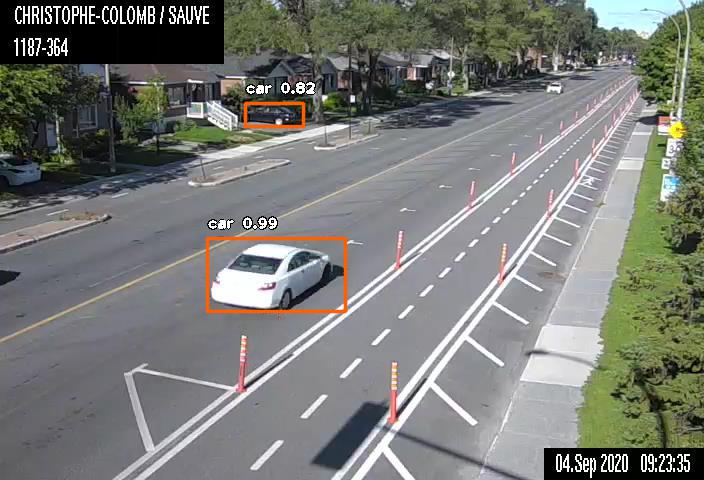 CHRISTOPHE-COLOMB / SAUVE
1187-364
car 0.82
car 0.99
04.Sep 2020 09:23:35